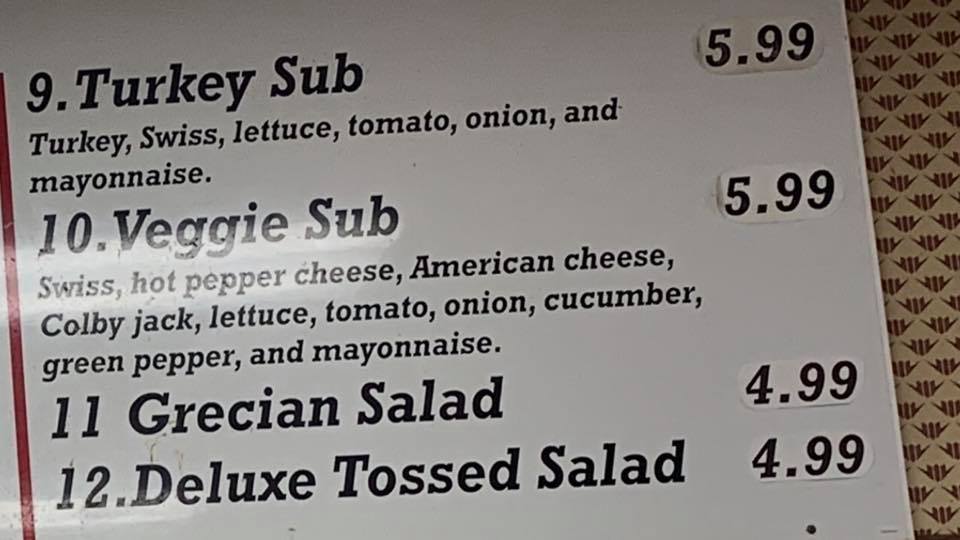 9. Turkey Sub 5.99
Turkey, Swiss, lettuce, tomato, onion, and
mayonnaise.
10. Veggie Sub 5.99
Swiss, hot pepper cheese, American cheese,
Colby jack, lettuce, tomato, onion, cucumber,
green pepper, and mayonnaise.
11 Grecian Salad 4.99
12. Deluxe Tossed Salad 4.99